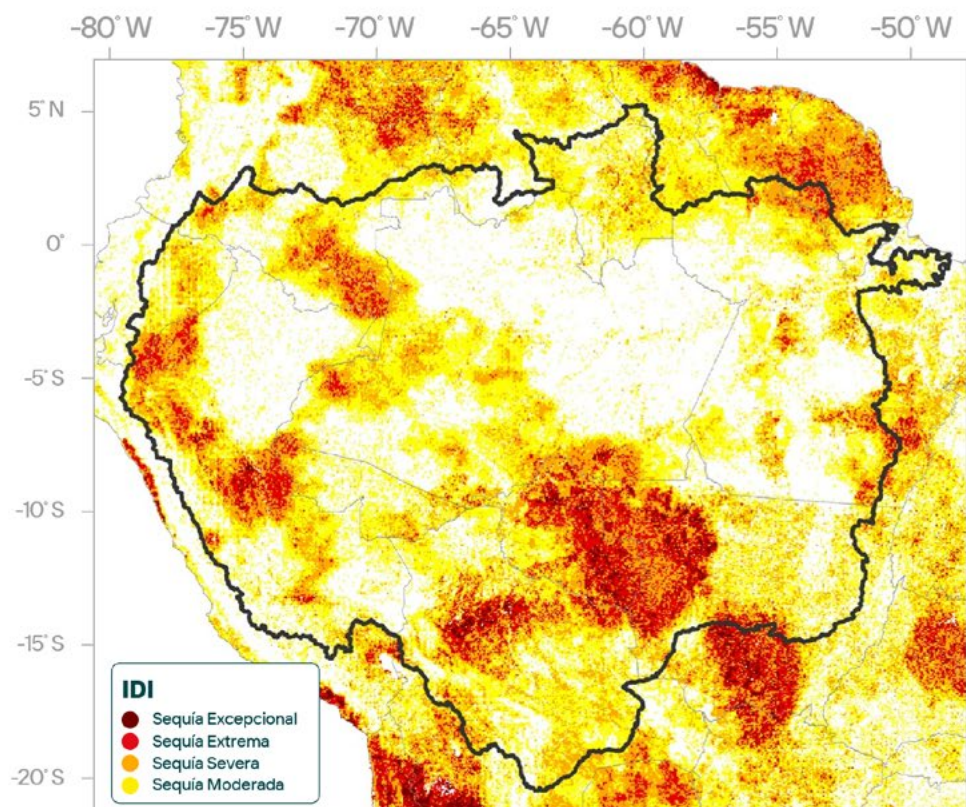 -80°W -75°W -70°W -65°W -60°W -55°W -50°W
5°N
0°
-5°S
-10°S
-15°S
-20°S
IDI
Sequía Excepcional
Sequía Extrema
Sequía Severa
Sequía Moderada